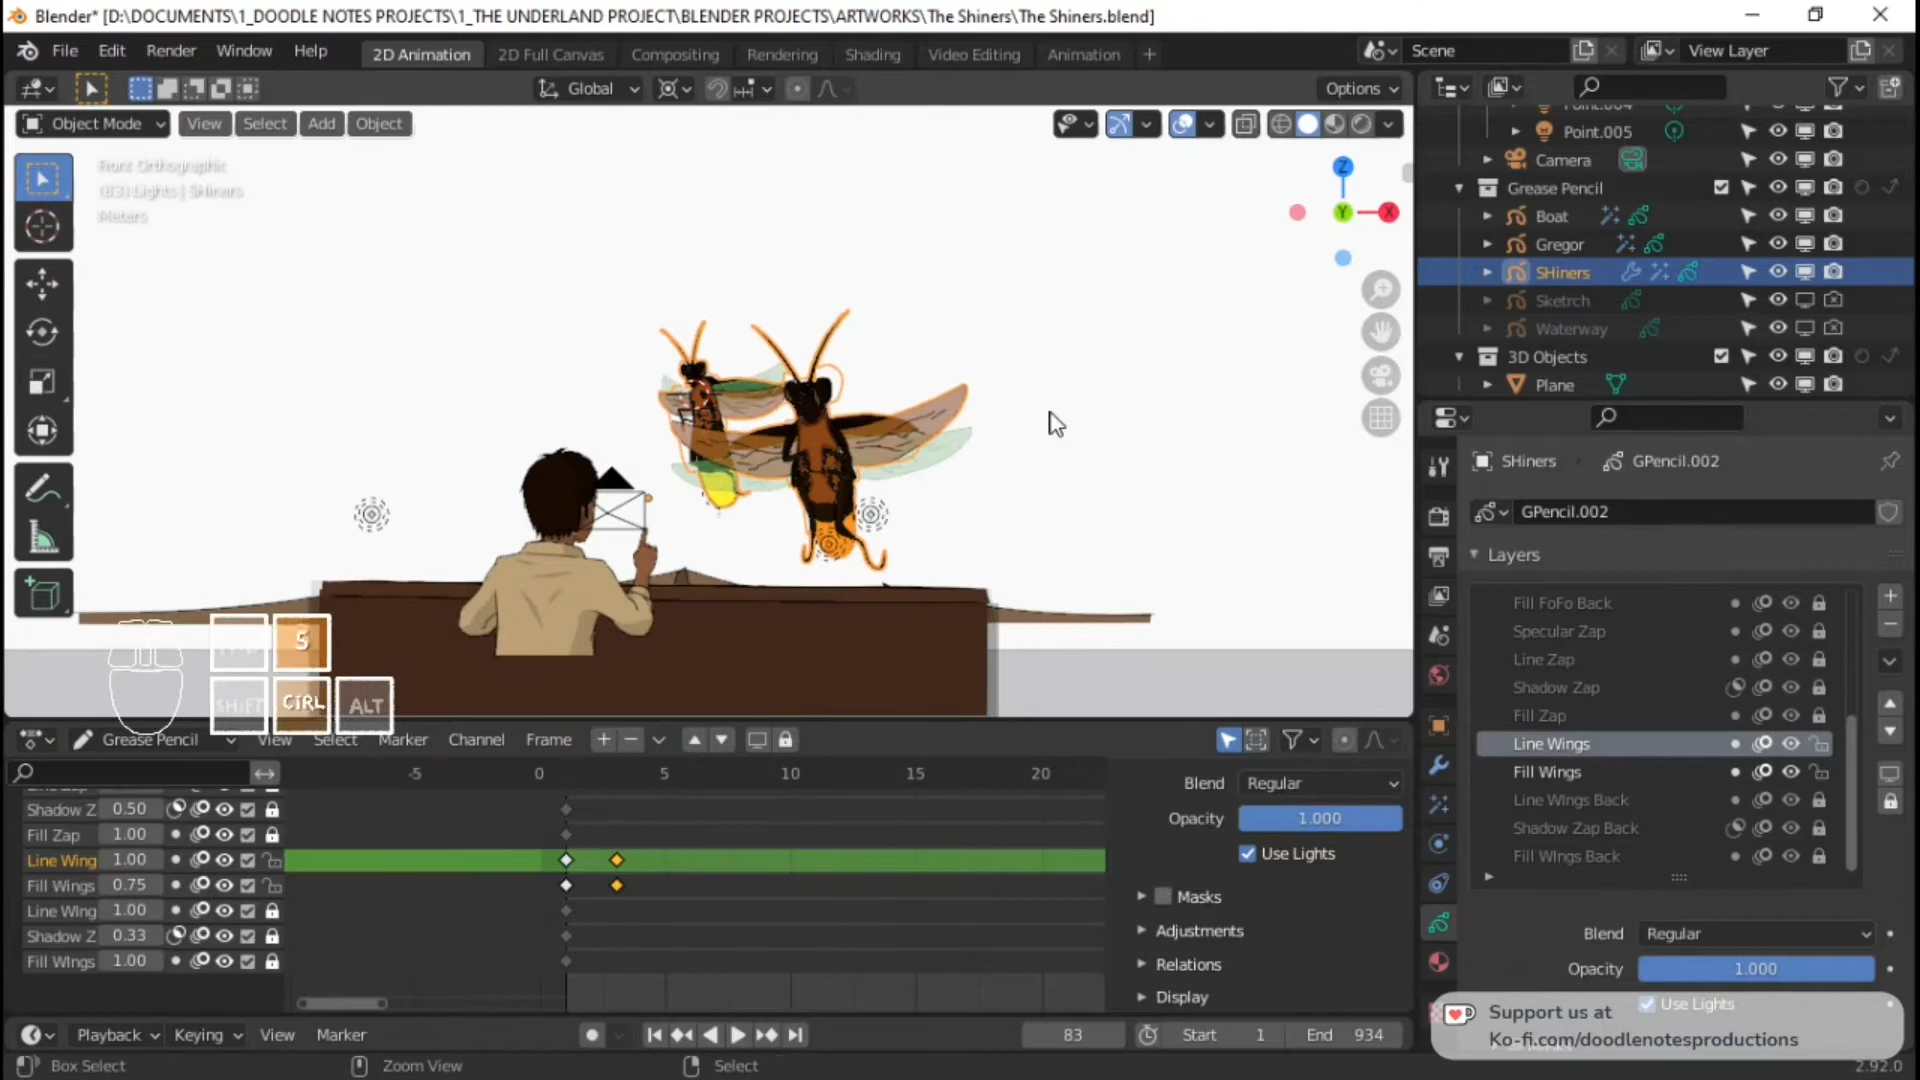 Blender* [D:\DOCUMENTS\1_DOODLE NOTES PROJECTS\1_THE UNDERLAND PROJECT\BLENDER PROJECTS\ARTWORKS\The Shiners\The Shiners.blend]
File Edit Render Window Help 2D Animation 2D Full Canvas Compositing Rendering Shading Video Editing Animation + Scene View Layer
Global Options
Object Mode View Select Add Object
Front Orthographic
(83) Lights | SHiners
Meters
Z
Y
X
Point.005
Camera
Grease Pencil
Boat
Gregor
SHiners
Sketrch
Waterway
3D Objects
Plane
SHiners GPencil.002
GPencil.002
Layers
Fill FoFo Back
Specular Zap
Line Zap
Shadow Zap
Fill Zap
Line Wings
Fill Wings
Line WIngs Back
Shadow Zap Back
Fill WIngs Back
Blend Regular
Opacity 1.000
Use Lights
S
SHIFT CTRL ALT
Grease Pencil View Select Marker Channel Frame
-5 0 5 10 15 20
Shadow Z 0.50
Fill Zap 1.00
Line Wing 1.00
Fill Wings 0.75
Line WIng 1.00
Shadow Z 0.33
Fill WIngs 1.00
Blend Regular
Opacity 1.000
Use Lights
Masks
Adjustments
Relations
Display
Support us at
Ko-fi.com/doodlenotesproductions
Playback Keying View Marker 83 Start 1 End 934
Box Select Zoom View Select 2.92.0